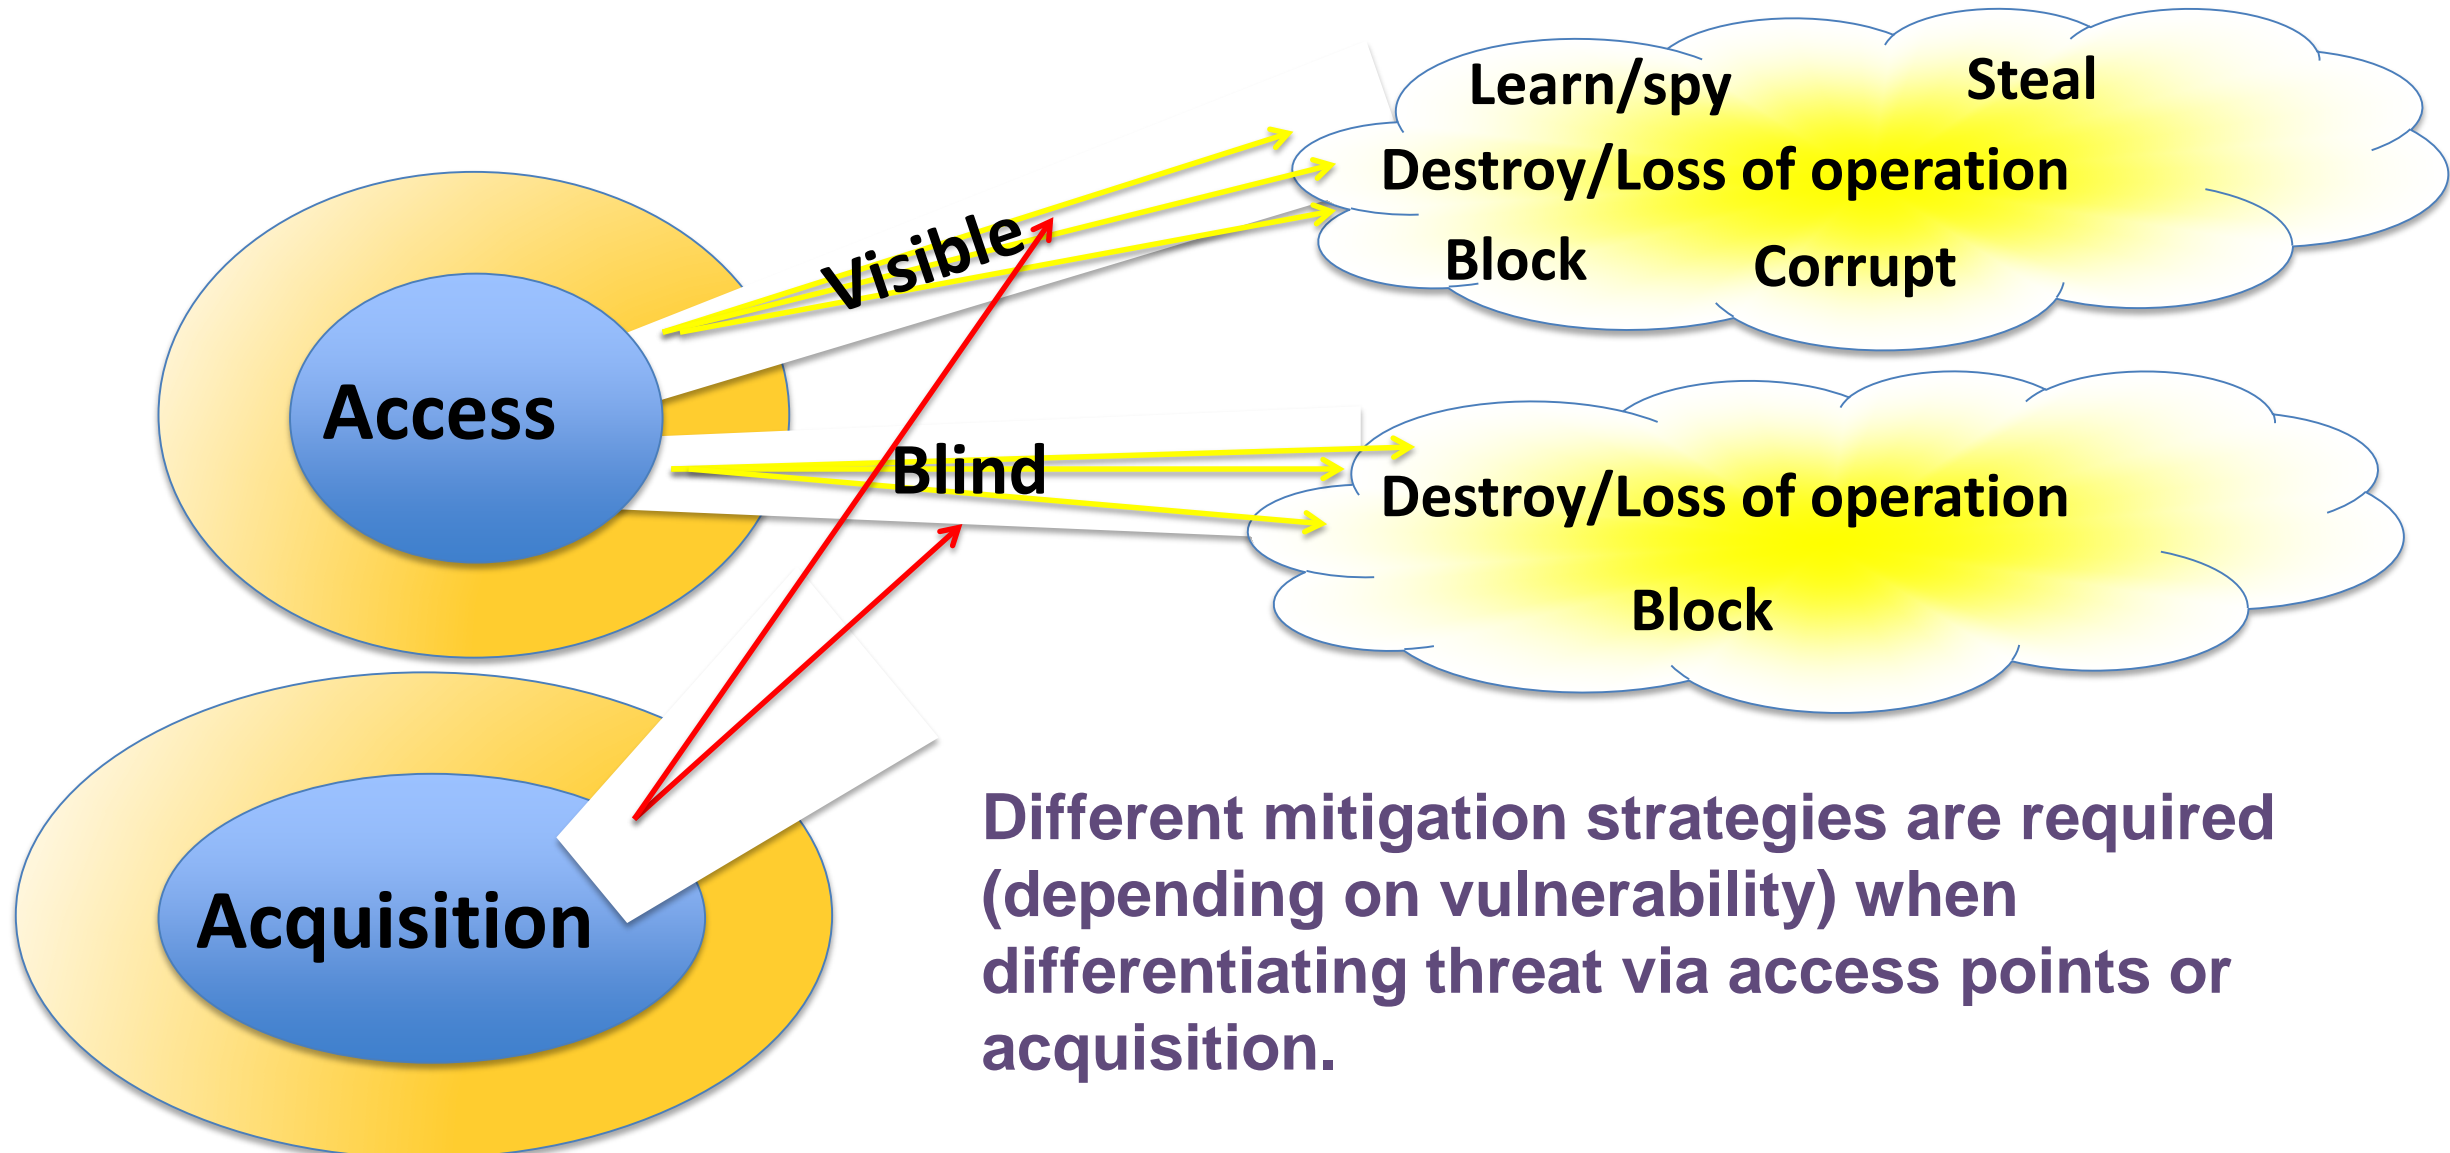 Learn/spy
Steal
Destroy/Loss of operation
Block
Corrupt
Visible
Access
Blind
Destroy/Loss of operation
Block
Acquisition
Different mitigation strategies are required
(depending on vulnerability) when
differentiating threat via access points or
acquisition.